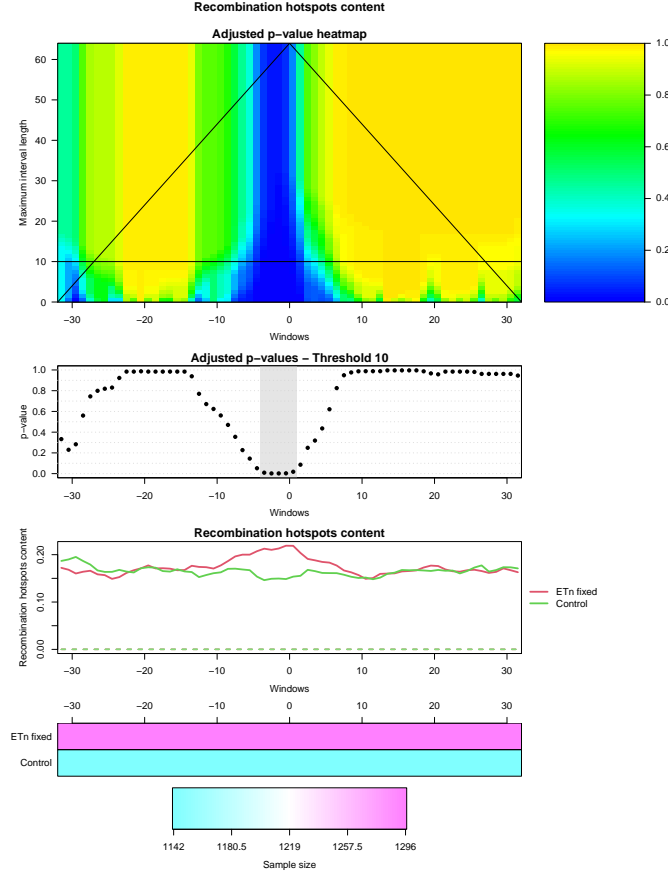 Recombination hotspots content
Adjusted p−value heatmap
Maximum interval length
60
50
40
30
20
10
0
−30 −20 −10 0 10 20 30
Windows
1.0
0.8
0.6
0.4
0.2
0.0
Adjusted p−values − Threshold 10
p−value
1.0
0.8
0.6
0.4
0.2
0.0
−30 −20 −10 0 10 20 30
Windows
Recombination hotspots content
Recombination hotspots content
0.20
0.10
0.00
ETn fixed
Control
−30 −20 −10 0 10 20 30
Windows
−30 −20 −10 0 10 20 30
ETn fixed
Control
1142 1180.5 1219 1257.5 1296
Sample size